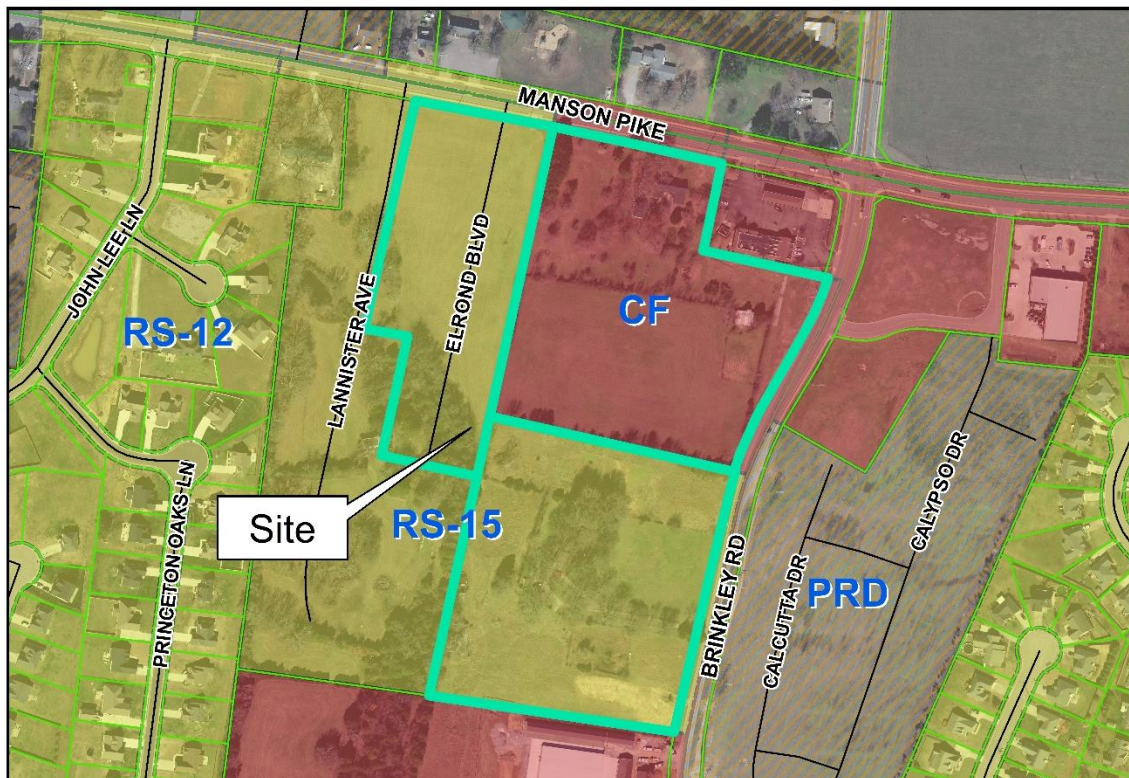 MANSON PIKE
JOHN LEE LN
LANNISTER AVE
ELROND BLVD
CF
RS-12
Site
RS-15
PRINCETON OAKS LN
BRINKLEY RD
CALCUTTA DR
PRD
CALYPSO DR